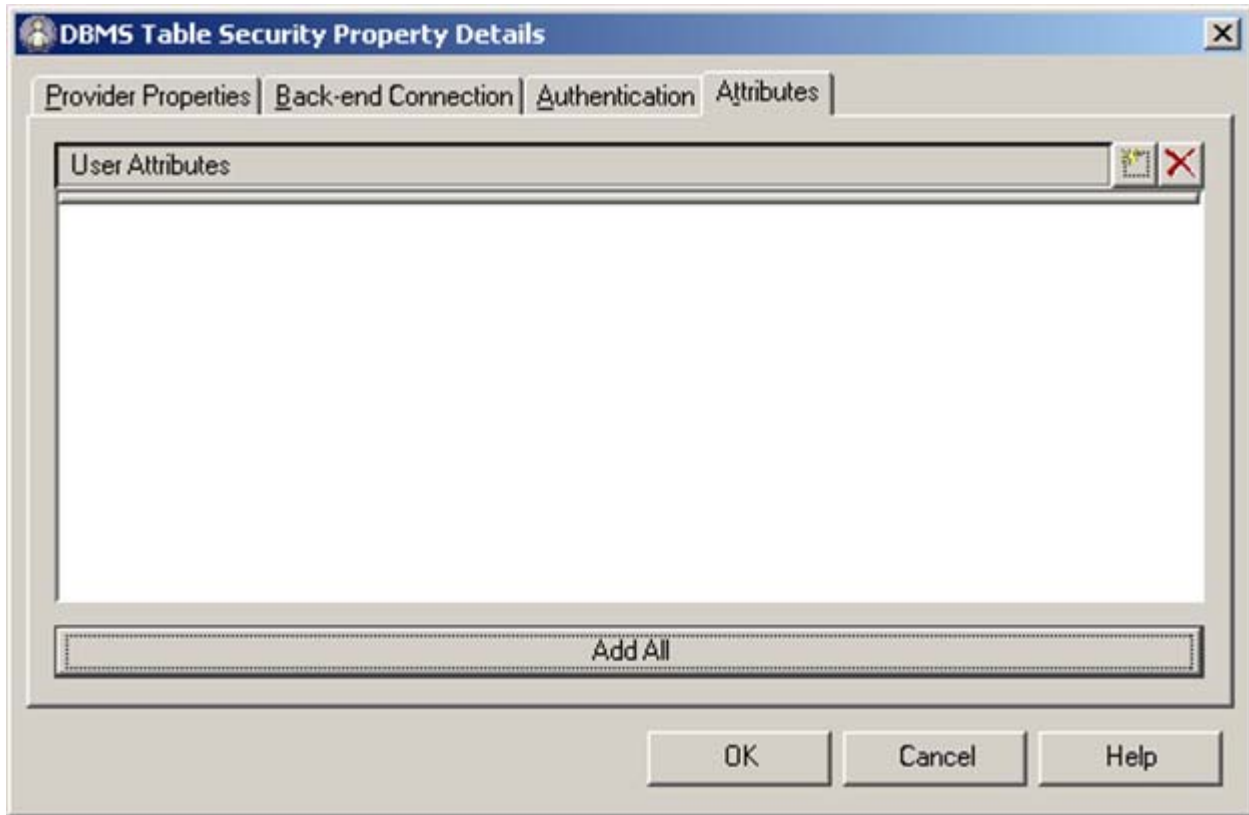 DBMS Table Security Property Details
Provider Properties Back-end Connection Authentication Attributes
User Attributes
Add All
OK Cancel Help